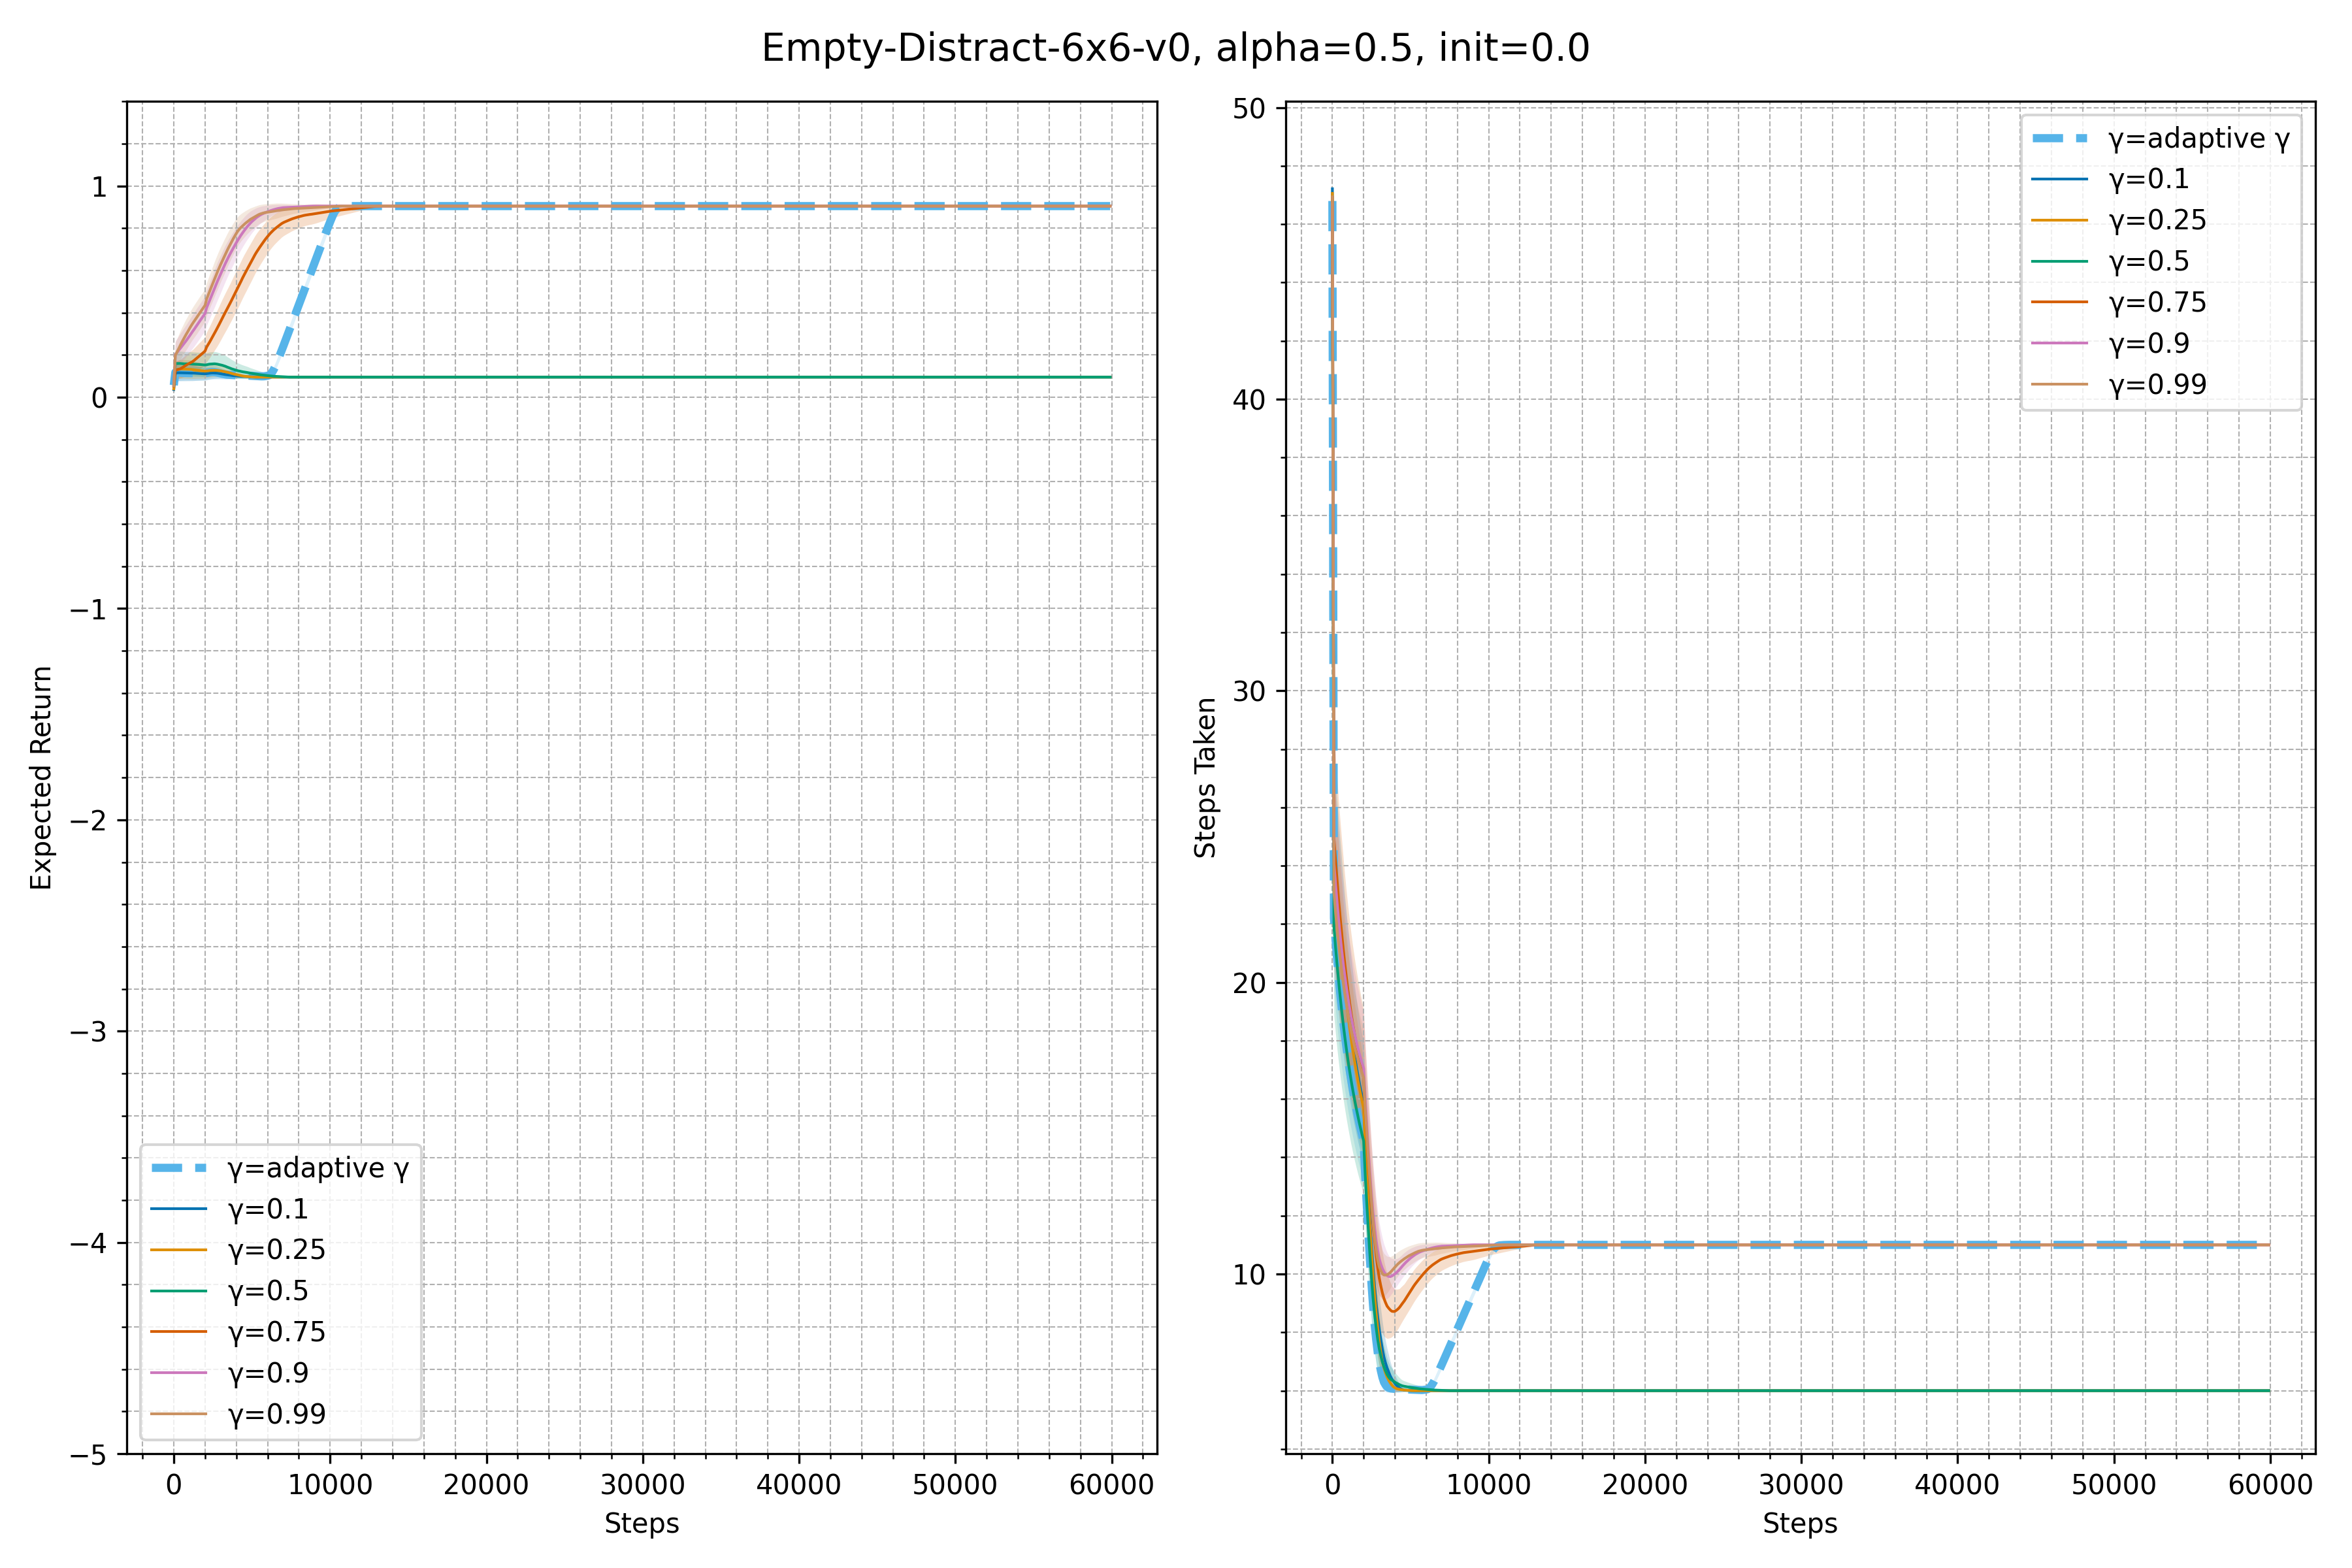 Empty-Distract-6x6-v0, alpha=0.5, init=0.0
1
0
−1
−2
−3
−4
−5
Expected Return
0
10000
20000
30000
40000
50000
60000
Steps
γ=adaptive γ
γ=0.1
γ=0.25
γ=0.5
γ=0.75
γ=0.9
γ=0.99
50
40
30
20
10
Steps Taken
0
10000
20000
30000
40000
50000
60000
Steps
γ=adaptive γ
γ=0.1
γ=0.25
γ=0.5
γ=0.75
γ=0.9
γ=0.99